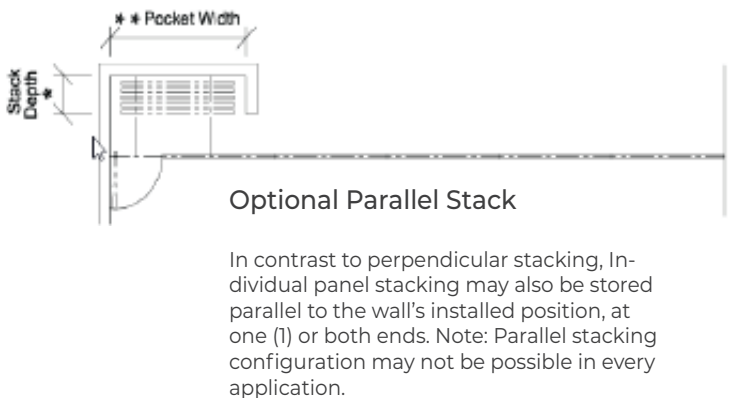 * * Pocket Width
Stack
Depth
*
Optional Parallel Stack
In contrast to perpendicular stacking, In-
dividual panel stacking may also be stored
parallel to the wall’s installed position, at
one (1) or both ends. Note: Parallel stacking
configuration may not be possible in every
application.